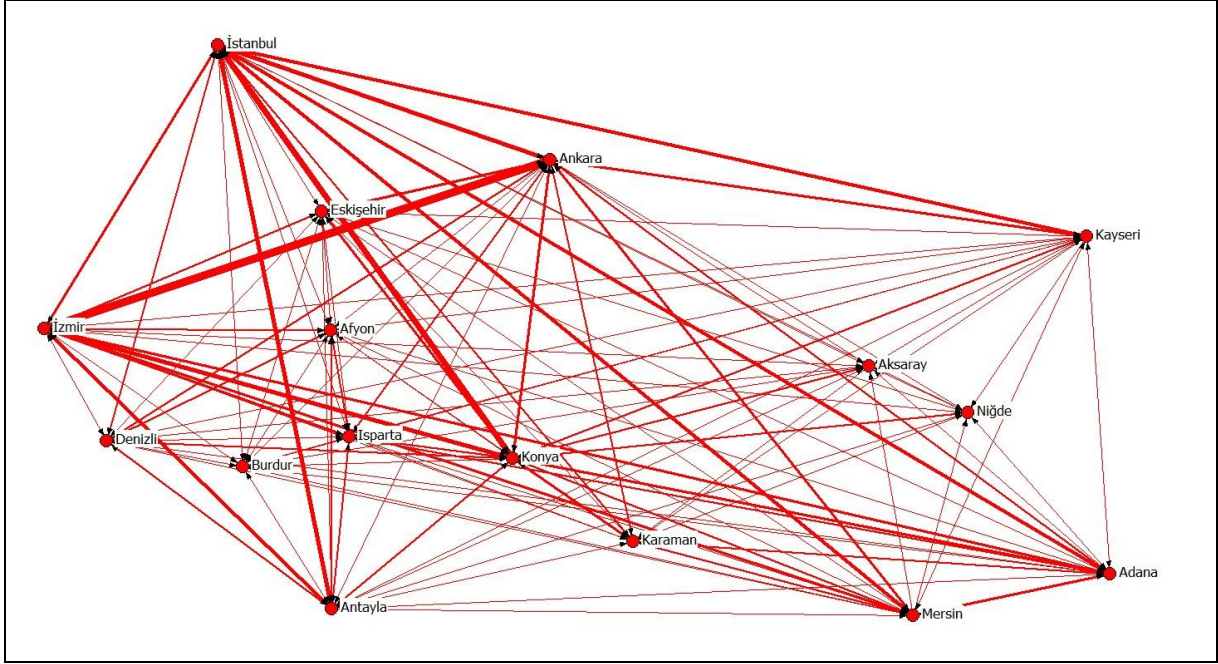 İstanbul
Ankara
Eskişehir
Kayseri
İzmir
Afyon
Aksaray
Niğde
Denizli
Isparta
Burdur
Konya
Karaman
Adana
Antayla
Mersin